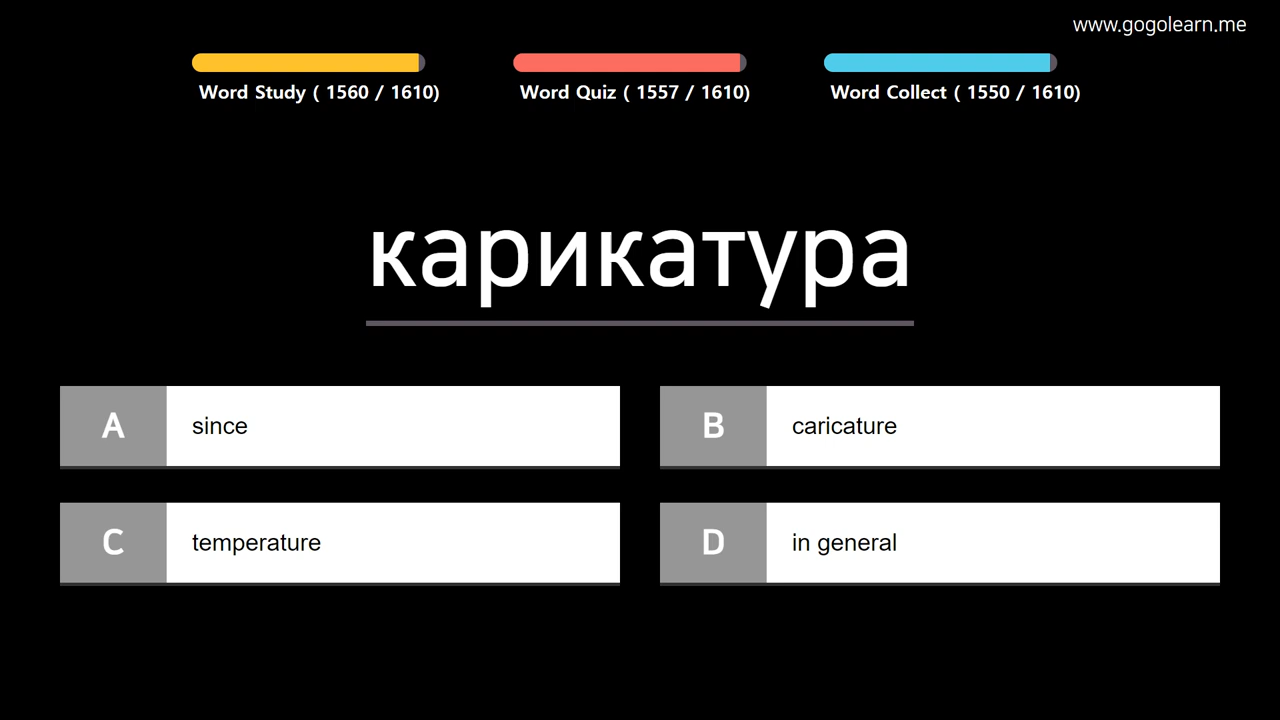 www.gogolearn.me
Word Study ( 1560 / 1610)
Word Quiz ( 1557 / 1610)
Word Collect ( 1550 / 1610)
карикатура
A since
B caricature
C temperature
D in general